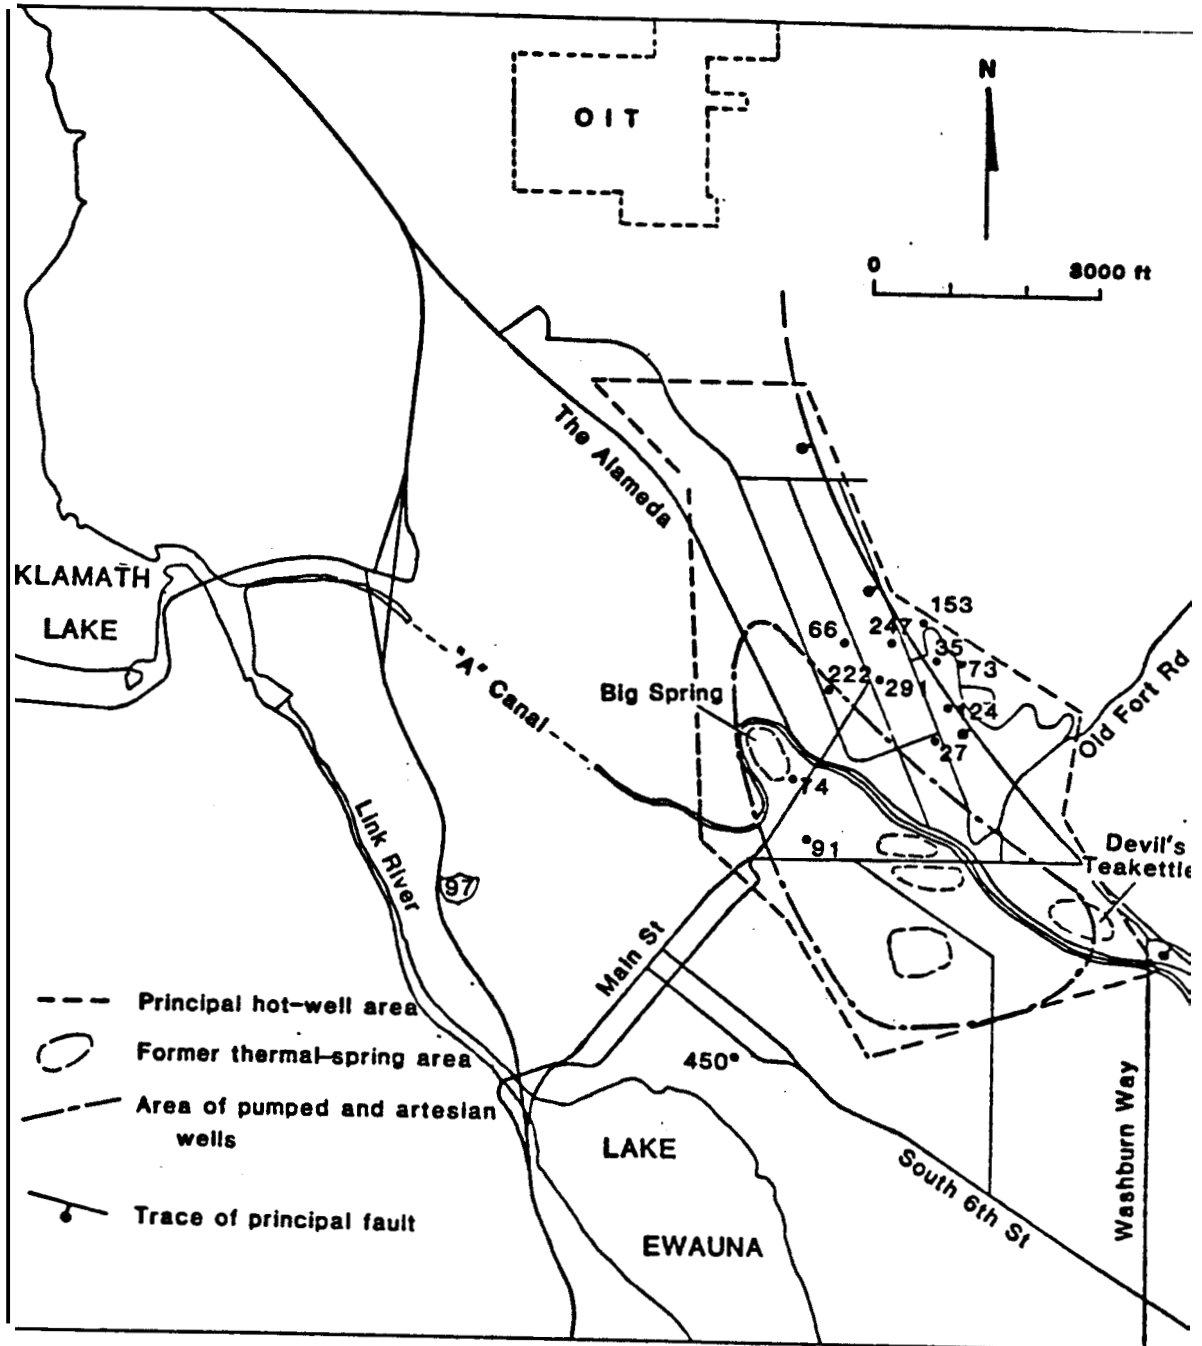 OIT
N
0
3000 ft
The Alameda
153
66
247
35
73
222
291
Big Spring
124
Old Fort Rd
27
74
KLAMATH
LAKE
"A" Canal
Link River
91
Devil's
Teakettle
97
Main St
450
Principal hot-well area
Former thermal-spring area
Area of pumped and artesian
wells
Trace of principal fault
LAKE
EWAUNA
South 6th St
Washburn Way